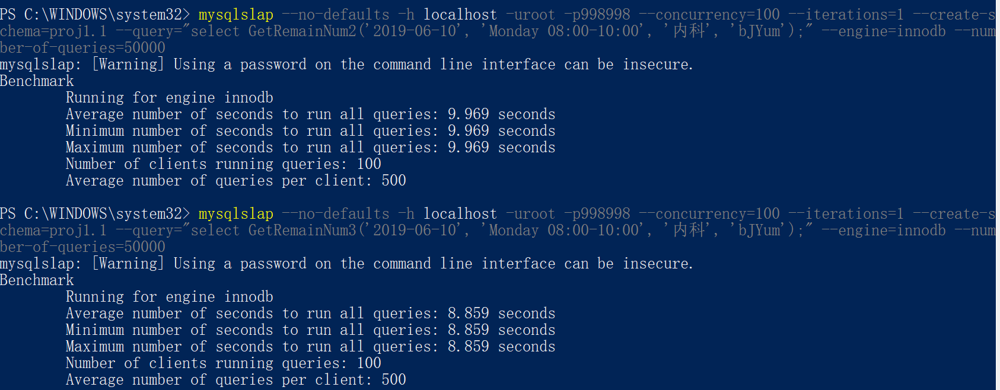 PS C:\WINDOWS\system32> mysqlslap --no-defaults -h localhost -uroot -p998998 --concurrency=100 --iterations=1 --create-s
chema=proj1.1 --query="select GetRemainNum2('2019-06-10', 'Monday 08:00-10:00', '内科', 'bJYum');" --engine=innodb --num
ber-of-queries=50000
mysqlslap: [Warning] Using a password on the command line interface can be insecure.
Benchmark
        Running for engine innodb
        Average number of seconds to run all queries: 9.969 seconds
        Minimum number of seconds to run all queries: 9.969 seconds
        Maximum number of seconds to run all queries: 9.969 seconds
        Number of clients running queries: 100
        Average number of queries per client: 500
PS C:\WINDOWS\system32> mysqlslap --no-defaults -h localhost -uroot -p998998 --concurrency=100 --iterations=1 --create-s
chema=proj1.1 --query="select GetRemainNum3('2019-06-10', 'Monday 08:00-10:00', '内科', 'bJYum');" --engine=innodb --num
ber-of-queries=50000
mysqlslap: [Warning] Using a password on the command line interface can be insecure.
Benchmark
        Running for engine innodb
        Average number of seconds to run all queries: 8.859 seconds
        Minimum number of seconds to run all queries: 8.859 seconds
        Maximum number of seconds to run all queries: 8.859 seconds
        Number of clients running queries: 100
        Average number of queries per client: 500